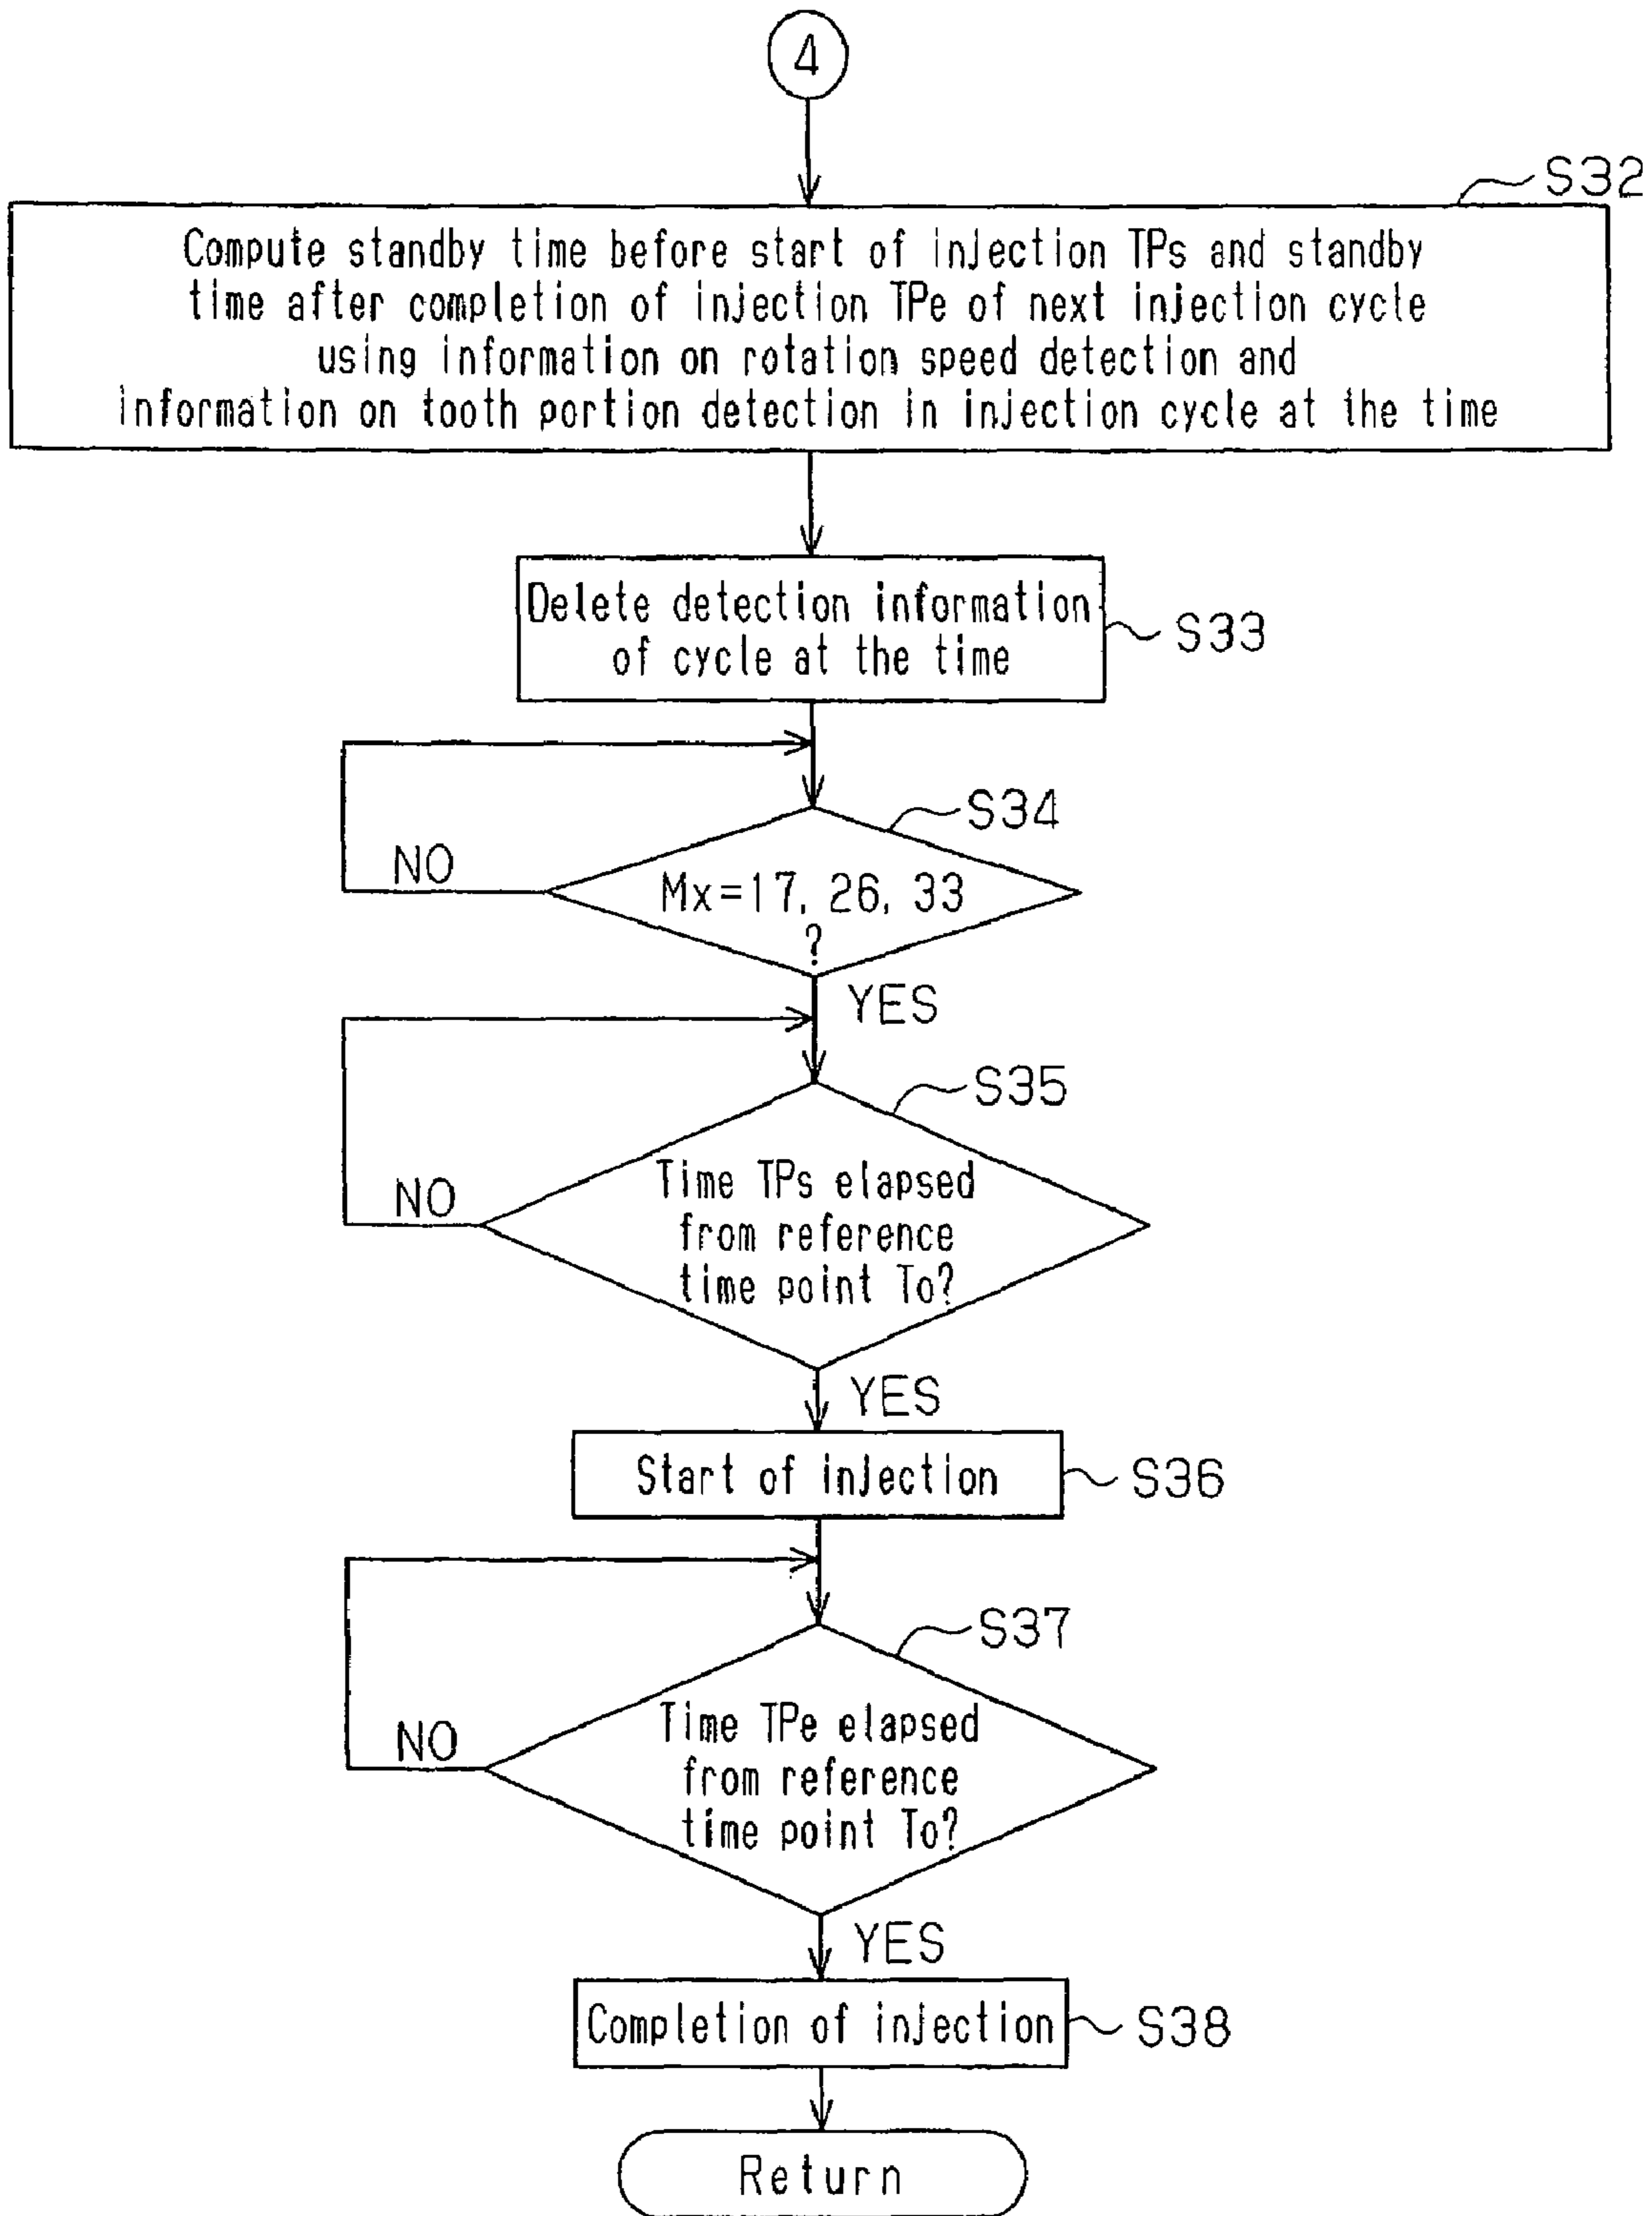 4
S32
Compute standby time before start of injection TPs and standby
time after completion of injection TPe of next injection cycle
using information on rotation speed detection and
information on tooth portion detection in injection cycle at the time
Delete detection information
of cycle at the time
S33
S34
NO
Mx=17, 26, 33
?
YES
S35
Time TPs elapsed
from reference
time point To?
NO
YES
Start of injection
S36
S37
Time TPe elapsed
from reference
time point To?
NO
YES
Completion of injection
S38
Return